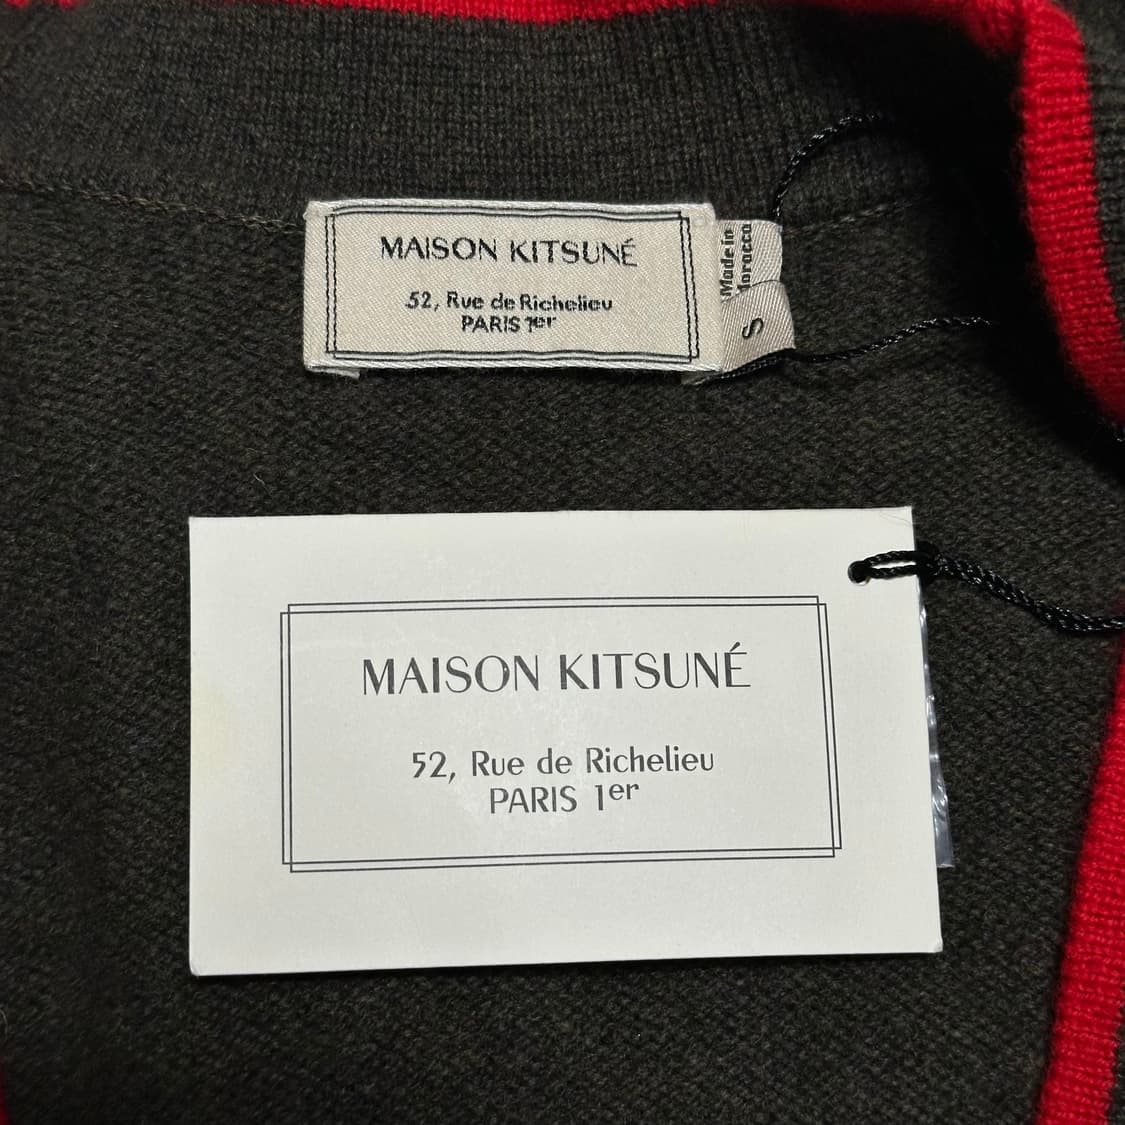 MAISON KITSUNÉ
52, Rue de Richelieu
PARIS 1er
Made in
Morocco
S
MAISON KITSUNÉ
52, Rue de Richelieu
PARIS 1er